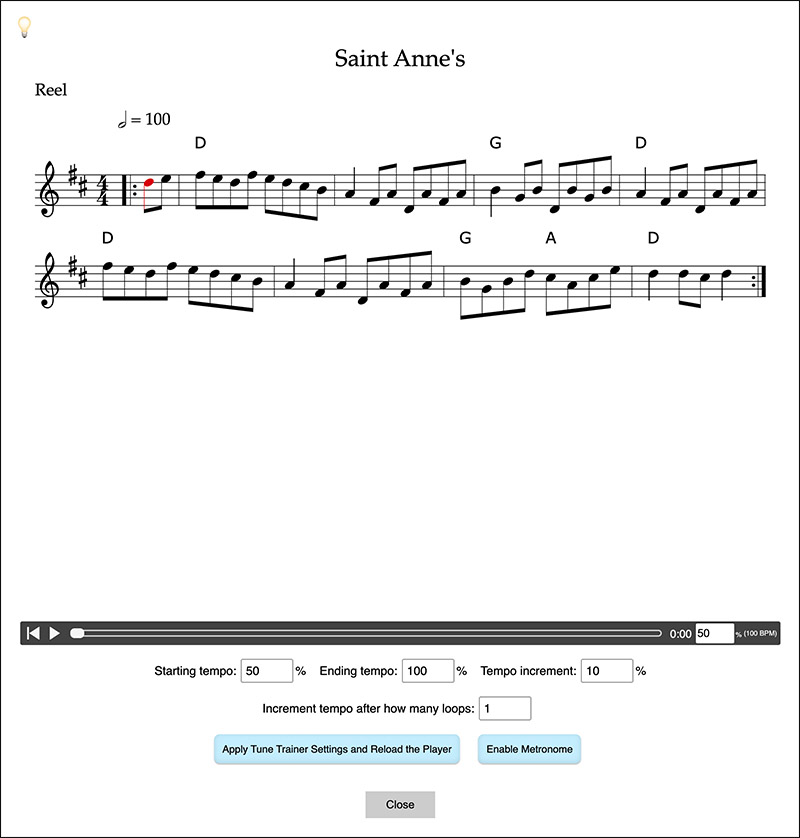 Saint Anne's
Reel
= 100
D G D
4
4
D G A D
0:00 50 % (100 BPM)
Starting tempo: 50 % Ending tempo: 100 % Tempo increment: 10 %
Increment tempo after how many loops: 1
Apply Tune Trainer Settings and Reload the Player Enable Metronome
Close